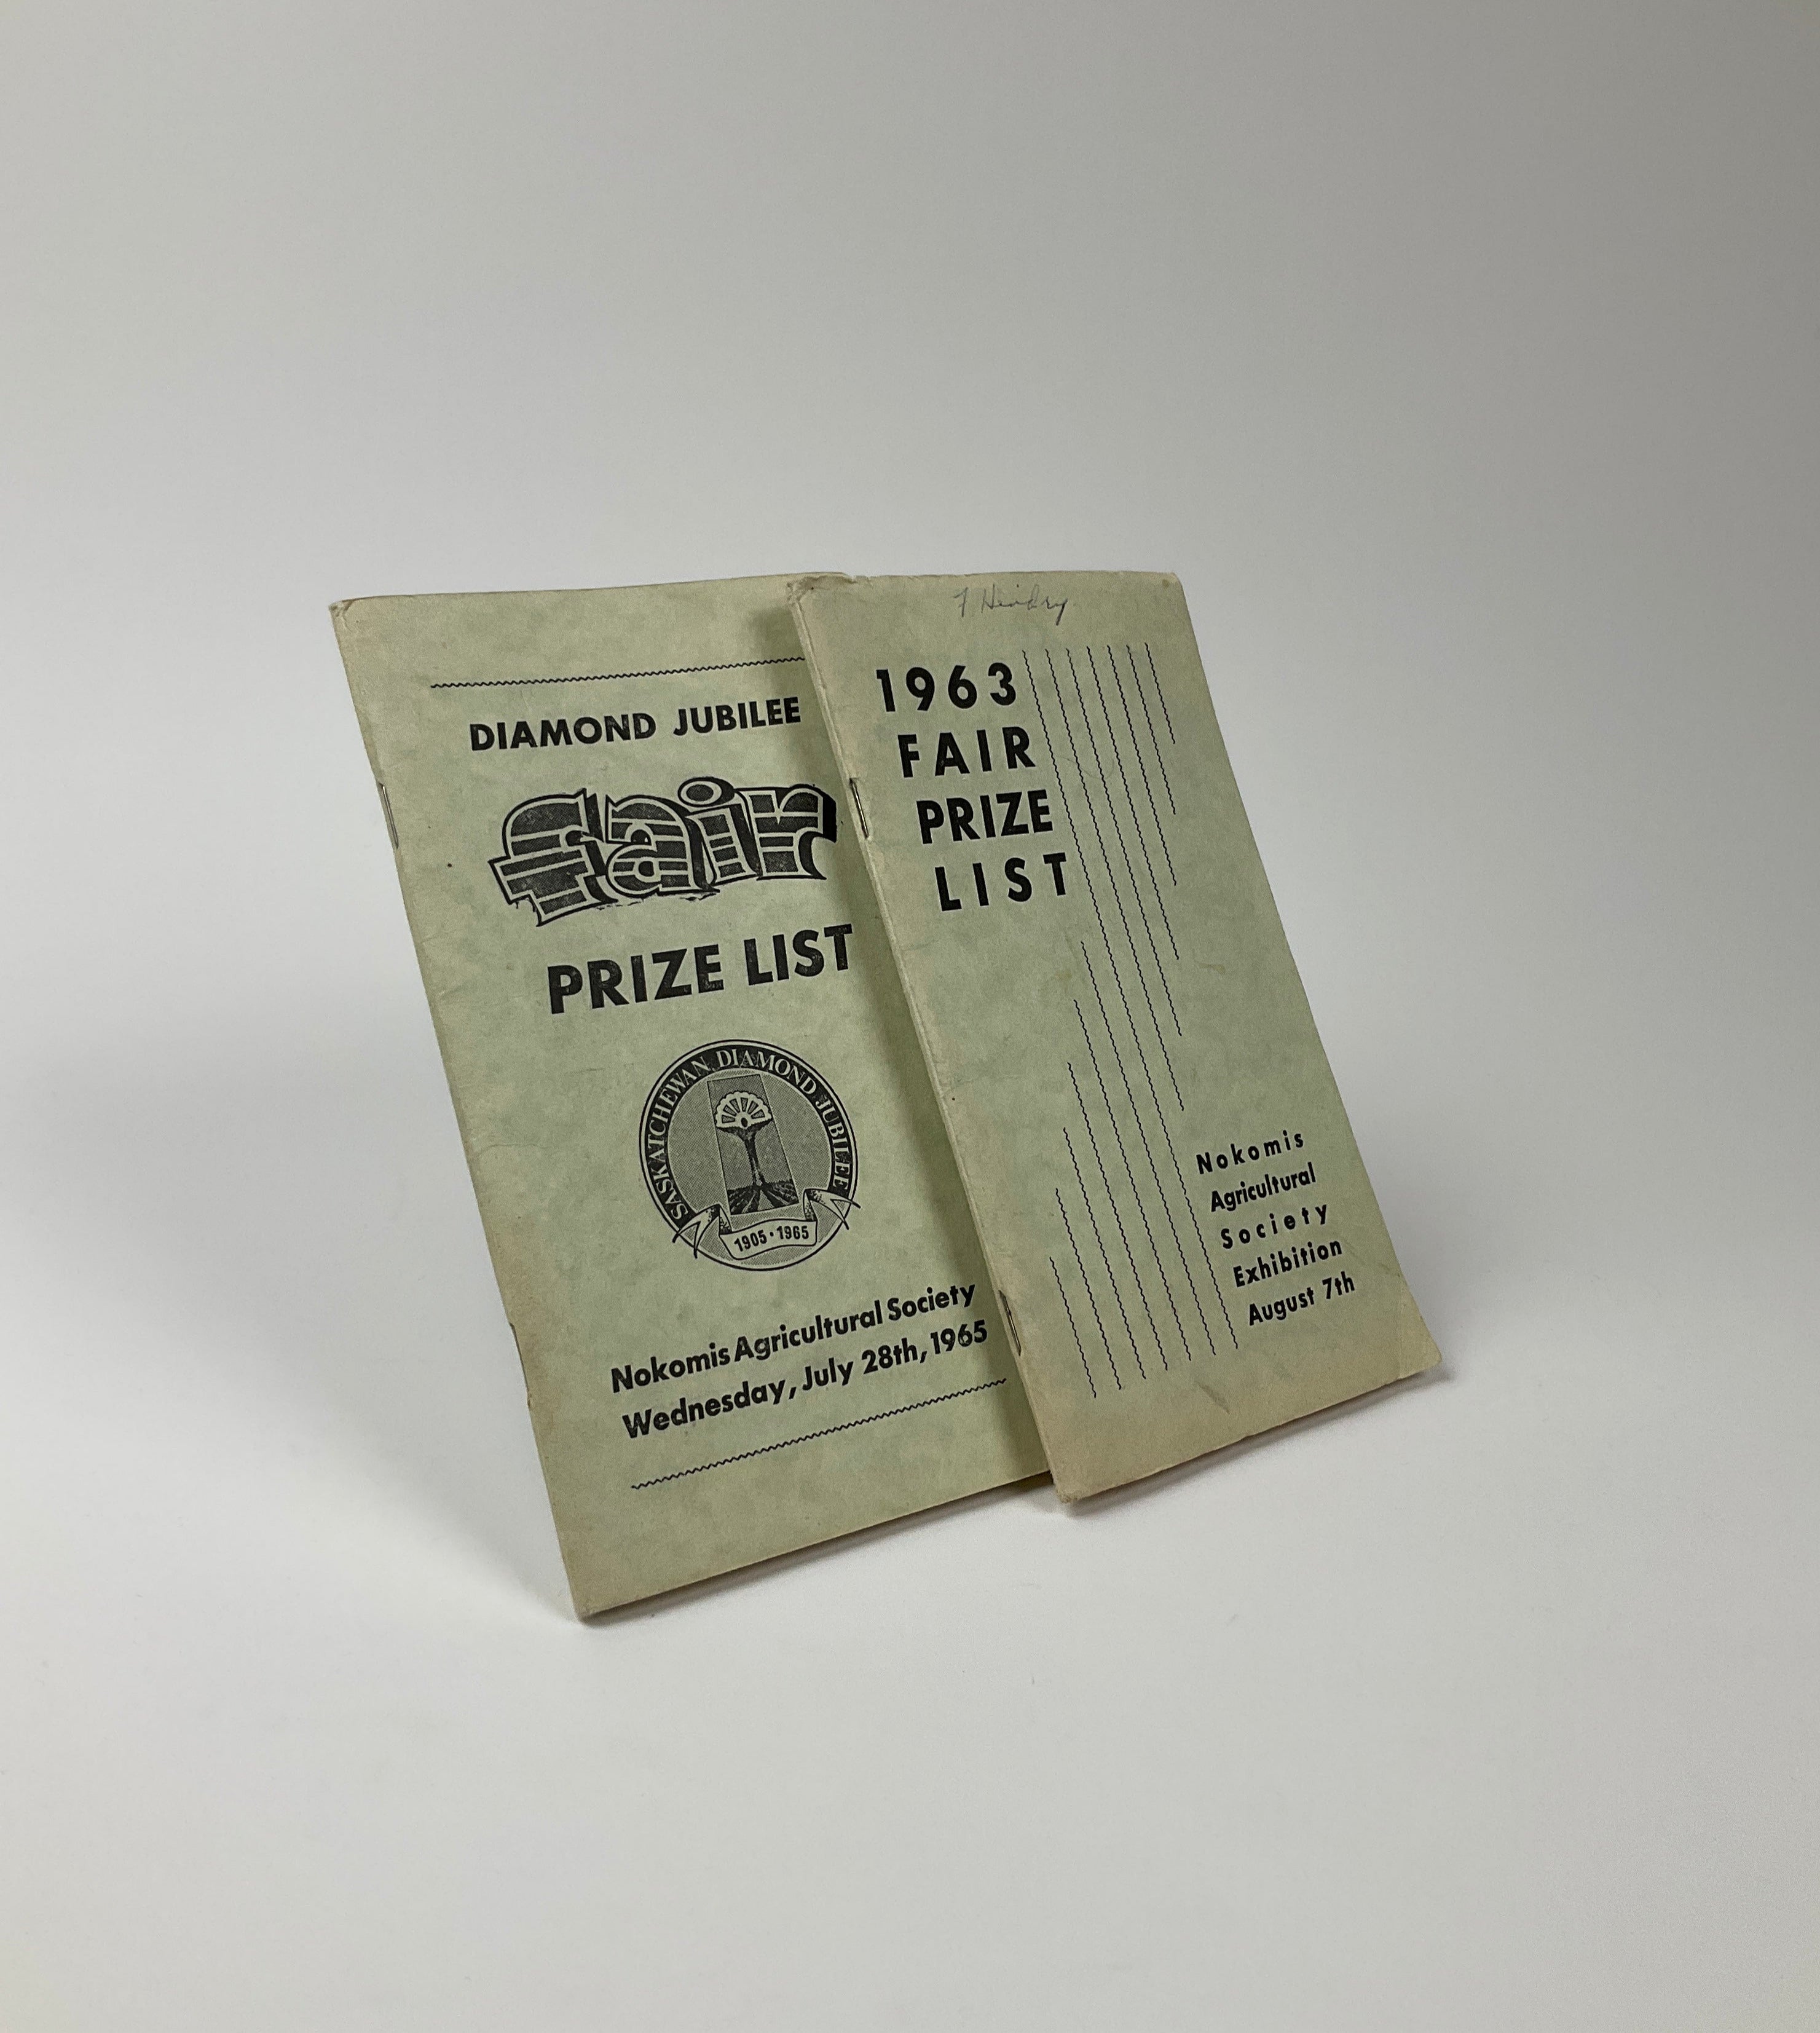 DIAMOND JUBILEE
fair
PRIZE LIST
SASKATCHEWAN DIAMOND JUBILEE
1905 • 1965
Nokomis Agricultural Society
Wednesday, July 28th, 1965
F Hendry
1963
FAIR
PRIZE
LIST
Nokomis
Agricultural
Society
Exhibition
August 7th